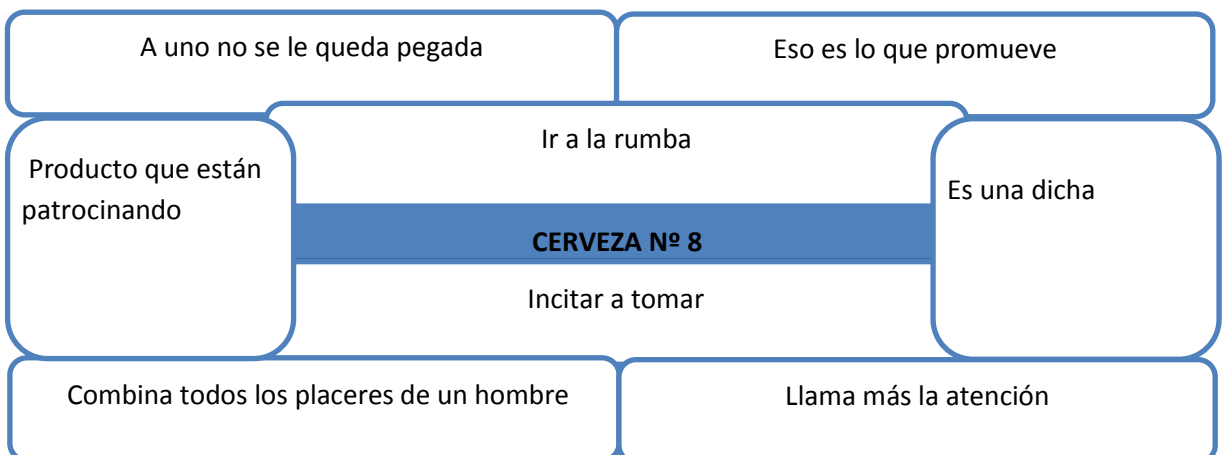 A uno no se le queda pegada
Eso es lo que promueve
Ir a la rumba
Producto que están
patrocinando
Es una dicha
CERVEZA Nº 8
Incitar a tomar
Combina todos los placeres de un hombre
Llama más la atención